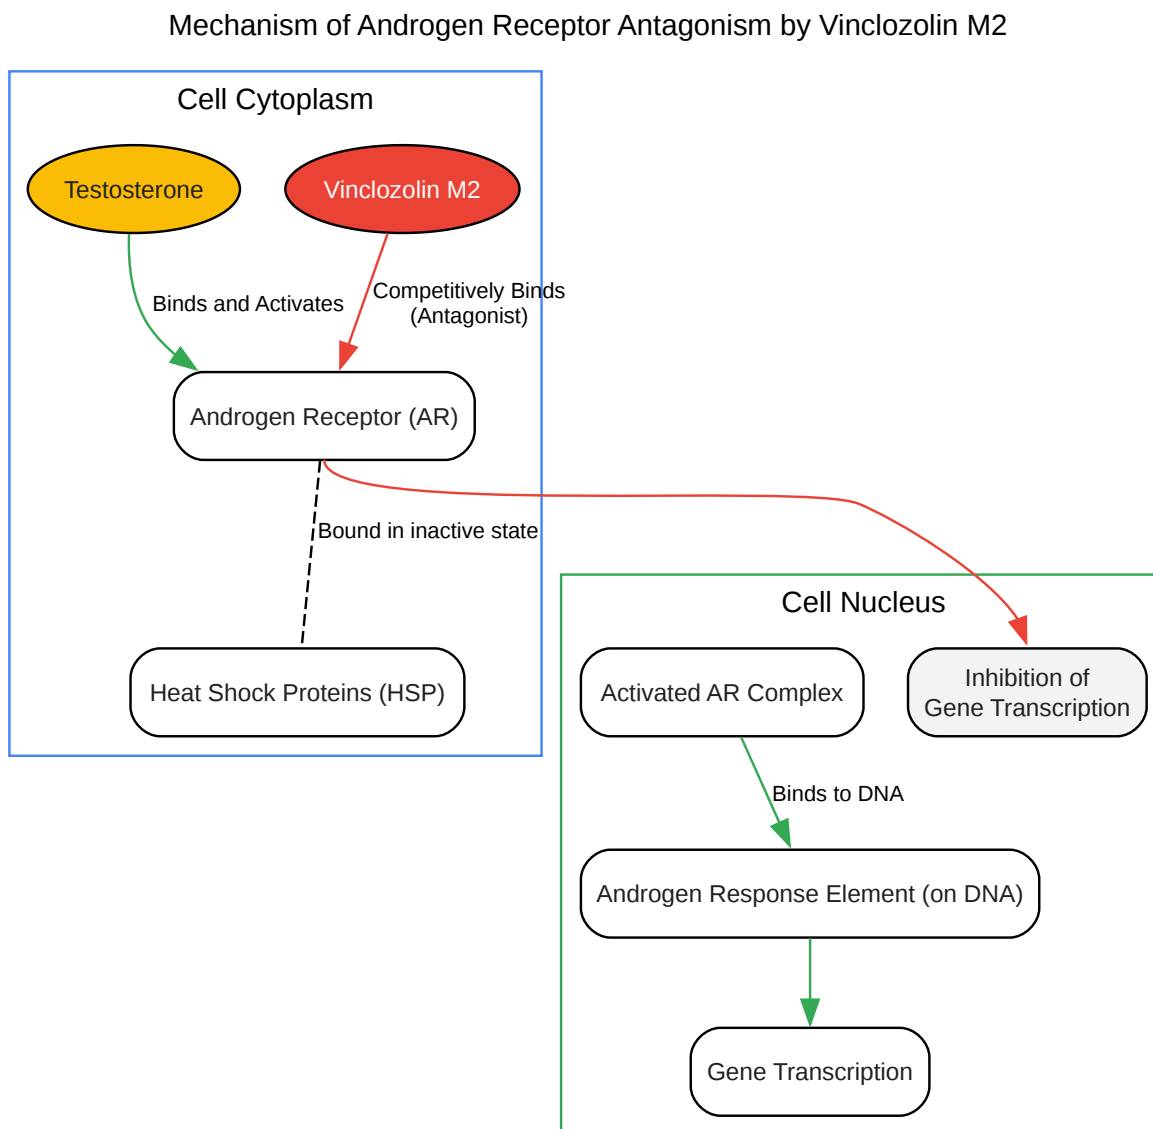 Mechanism of Androgen Receptor Antagonism by Vinclozolin M2
Cell Cytoplasm
Testosterone
Vinclozolin M2
Binds and Activates
Competitively Binds
(Antagonist)
Androgen Receptor (AR)
Bound in inactive state
Heat Shock Proteins (HSP)
Cell Nucleus
Activated AR Complex
Inhibition of
Gene Transcription
Binds to DNA
Androgen Response Element (on DNA)
Gene Transcription